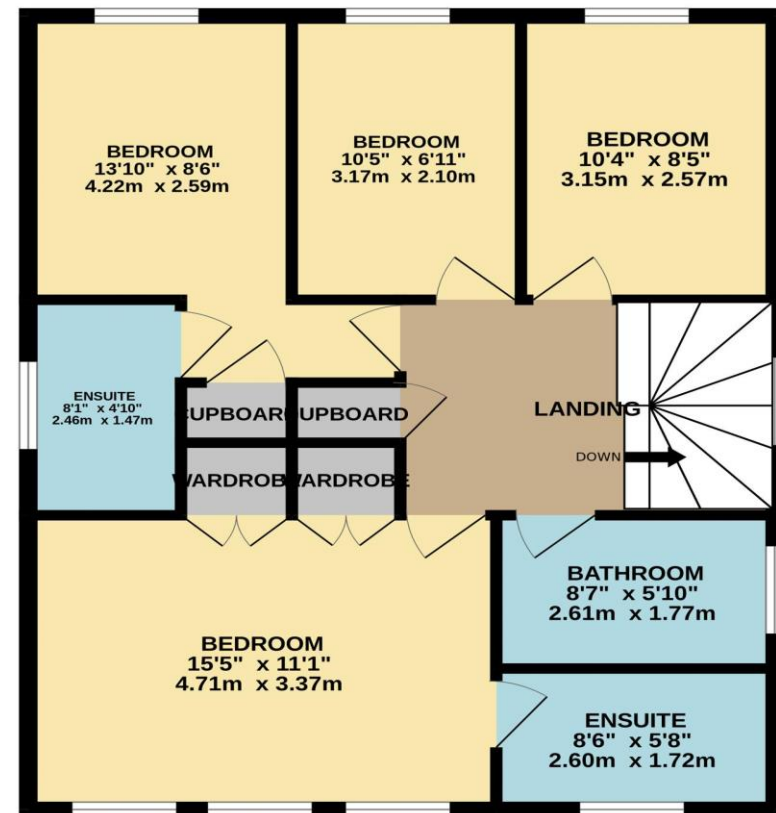 BEDROOM
13'10" x 8'6"
4.22m x 2.59m
BEDROOM
10'5" x 6'11"
3.17m x 2.10m
BEDROOM
10'4" x 8'5"
3.15m x 2.57m
ENSUITE
8'1" x 4'10"
2.46m x 1.47m
CUPBOARD
CUPBOARD
LANDING
DOWN
WARDROBE
WARDROBE
BATHROOM
8'7" x 5'10"
2.61m x 1.77m
BEDROOM
15'5" x 11'1"
4.71m x 3.37m
ENSUITE
8'6" x 5'8"
2.60m x 1.72m